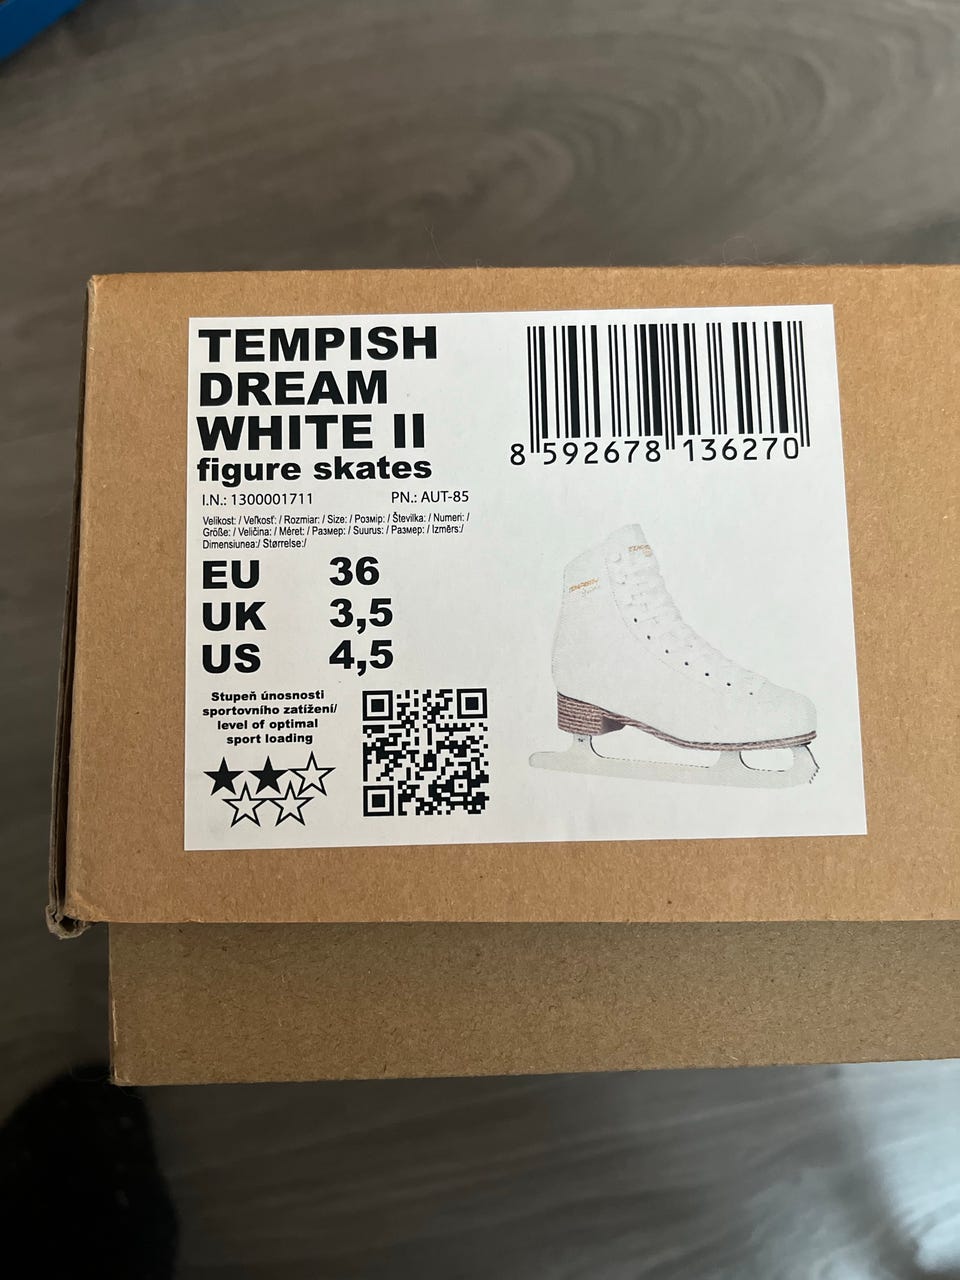 TEMPISH
DREAM
WHITE II
figure skates
8 592678 136270
I.N.: 1300001711 PN.: AUT-85
Velikost: / Veľkosť: / Rozmiar: / Size: / Розмір: / Številka: / Numeri: /
Größe: / Veličina: / Méret: / Размер: / Suurus: / Размер: / Izmērs:/
Dimensiunea:/ Størrelse:/
EU 36
UK 3,5
US 4,5
Stupeň únosnosti
sportovního zatížení/
level of optimal
sport loading
TEMPISH